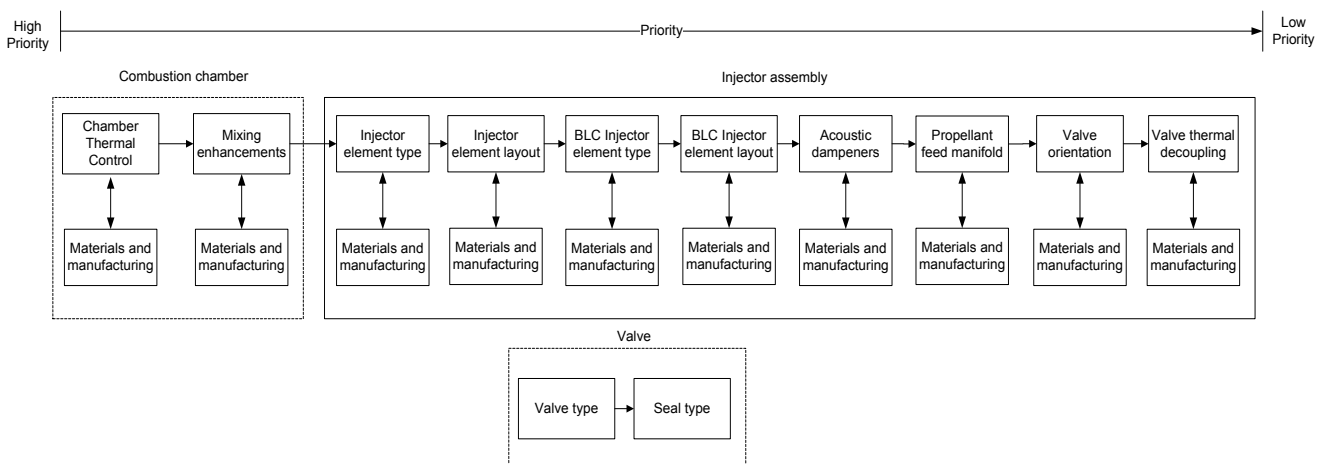 High
Priority
Priority
Low
Priority
Combustion chamber
Injector assembly
Chamber
Thermal
Control
Mixing
enhancements
Injector
element type
Injector
element layout
BLC Injector
element type
BLC Injector
element layout
Acoustic
dampeners
Propellant
feed manifold
Valve
orientation
Valve thermal
decoupling
Materials and
manufacturing
Materials and
manufacturing
Materials and
manufacturing
Materials and
manufacturing
Materials and
manufacturing
Materials and
manufacturing
Materials and
manufacturing
Materials and
manufacturing
Materials and
manufacturing
Materials and
manufacturing
Valve
Valve type
Seal type